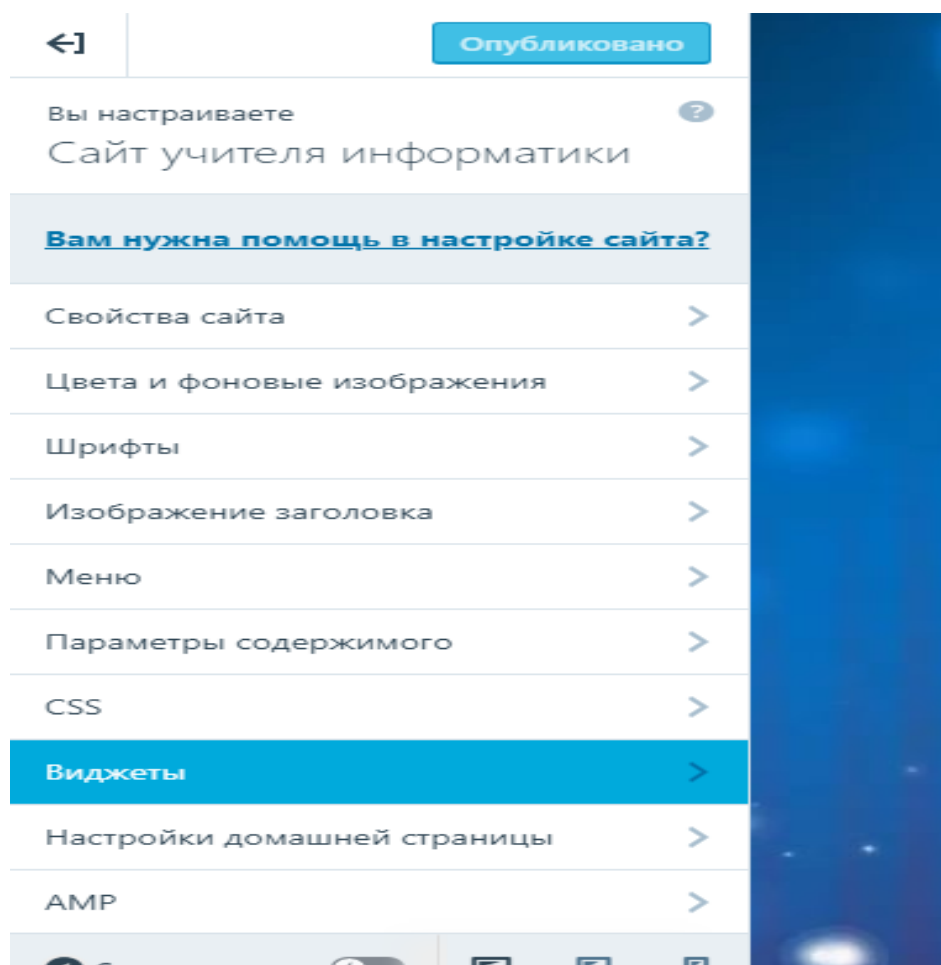 Опубликовано
Вы настраиваете
Сайт учителя информатики
Вам нужна помощь в настройке сайта?
Свойства сайта
Цвета и фоновые изображения
Шрифты
Изображение заголовка
Меню
Параметры содержимого
CSS
Виджеты
Настройки домашней страницы
AMP